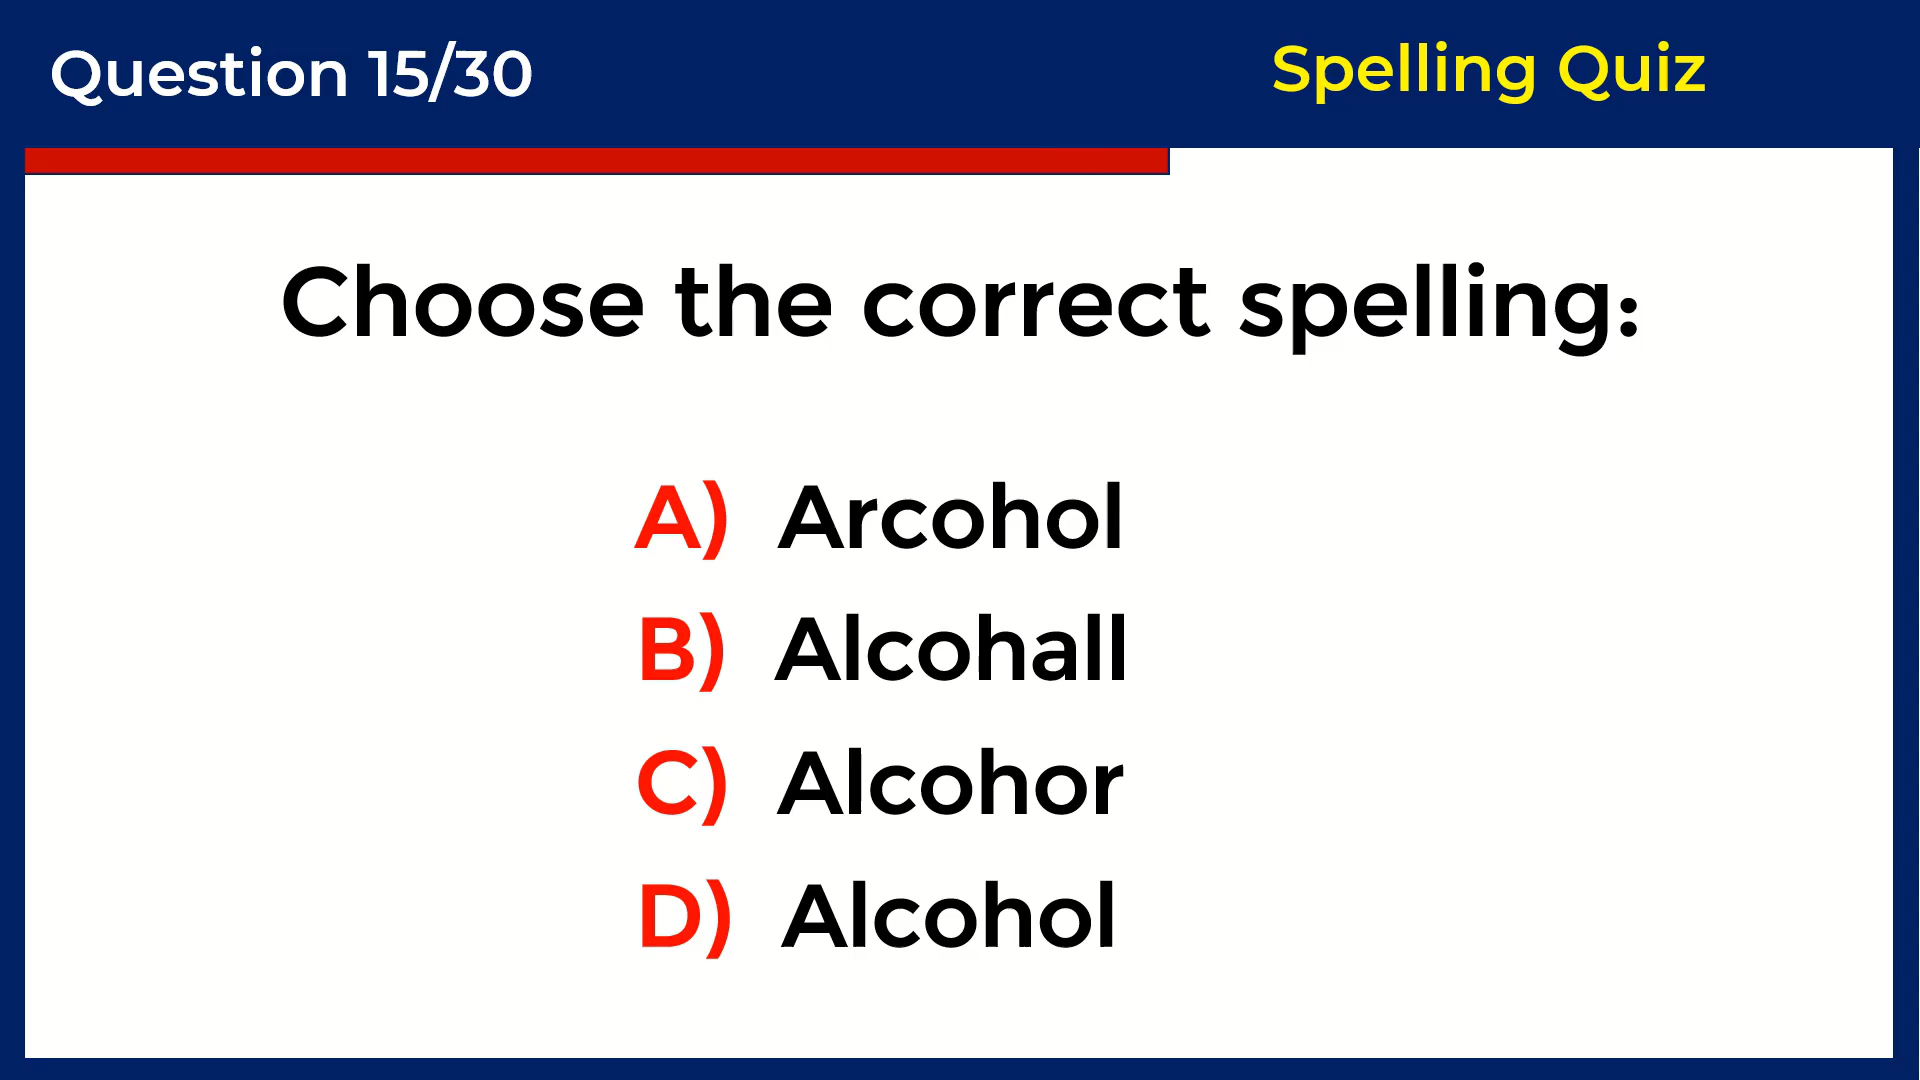 Question 15/30
Spelling Quiz
Choose the correct spelling:
A) Arcohol
B) Alcohall
C) Alcohor
D) Alcohol